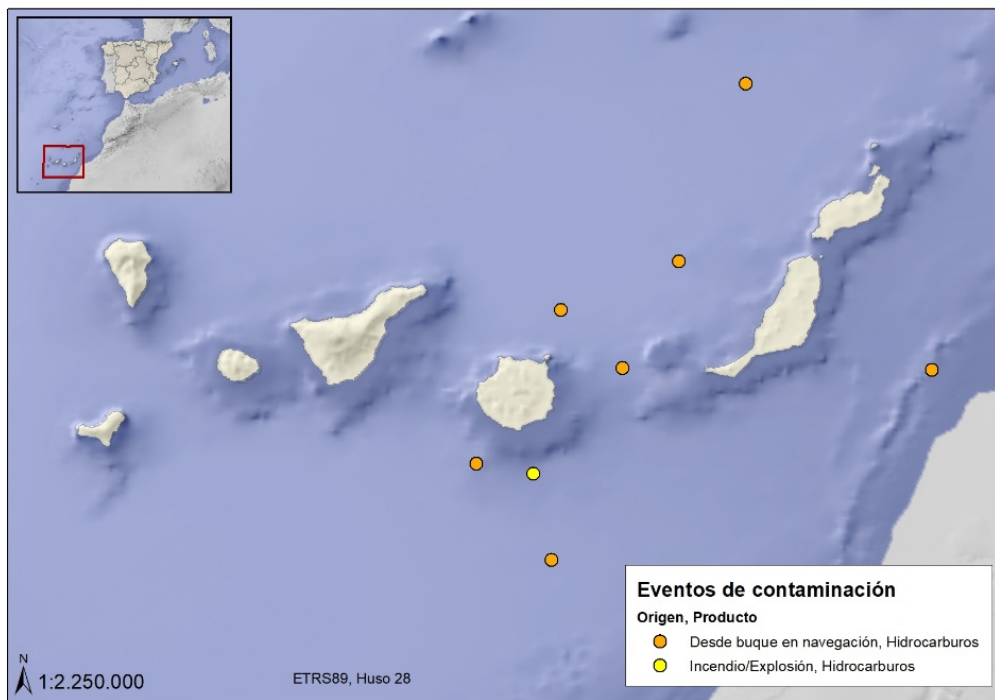 Eventos de contaminación
Origen, Producto
Desde buque en navegación, Hidrocarburos
Incendio/Explosión, Hidrocarburos
N
1:2.250.000
ETRS89, Huso 28